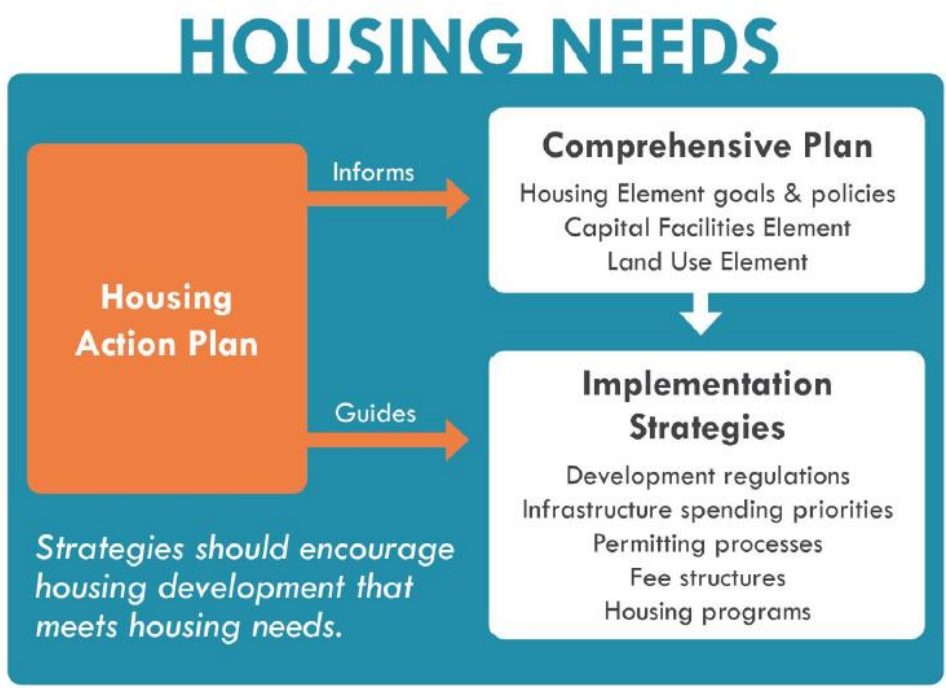 HOUSING NEEDS
Housing
Action Plan
Informs
Comprehensive Plan
Housing Element goals & policies
Capital Facilities Element
Land Use Element
Guides
Implementation
Strategies
Development regulations
Infrastructure spending priorities
Permitting processes
Fee structures
Housing programs
Strategies should encourage
housing development that
meets housing needs.